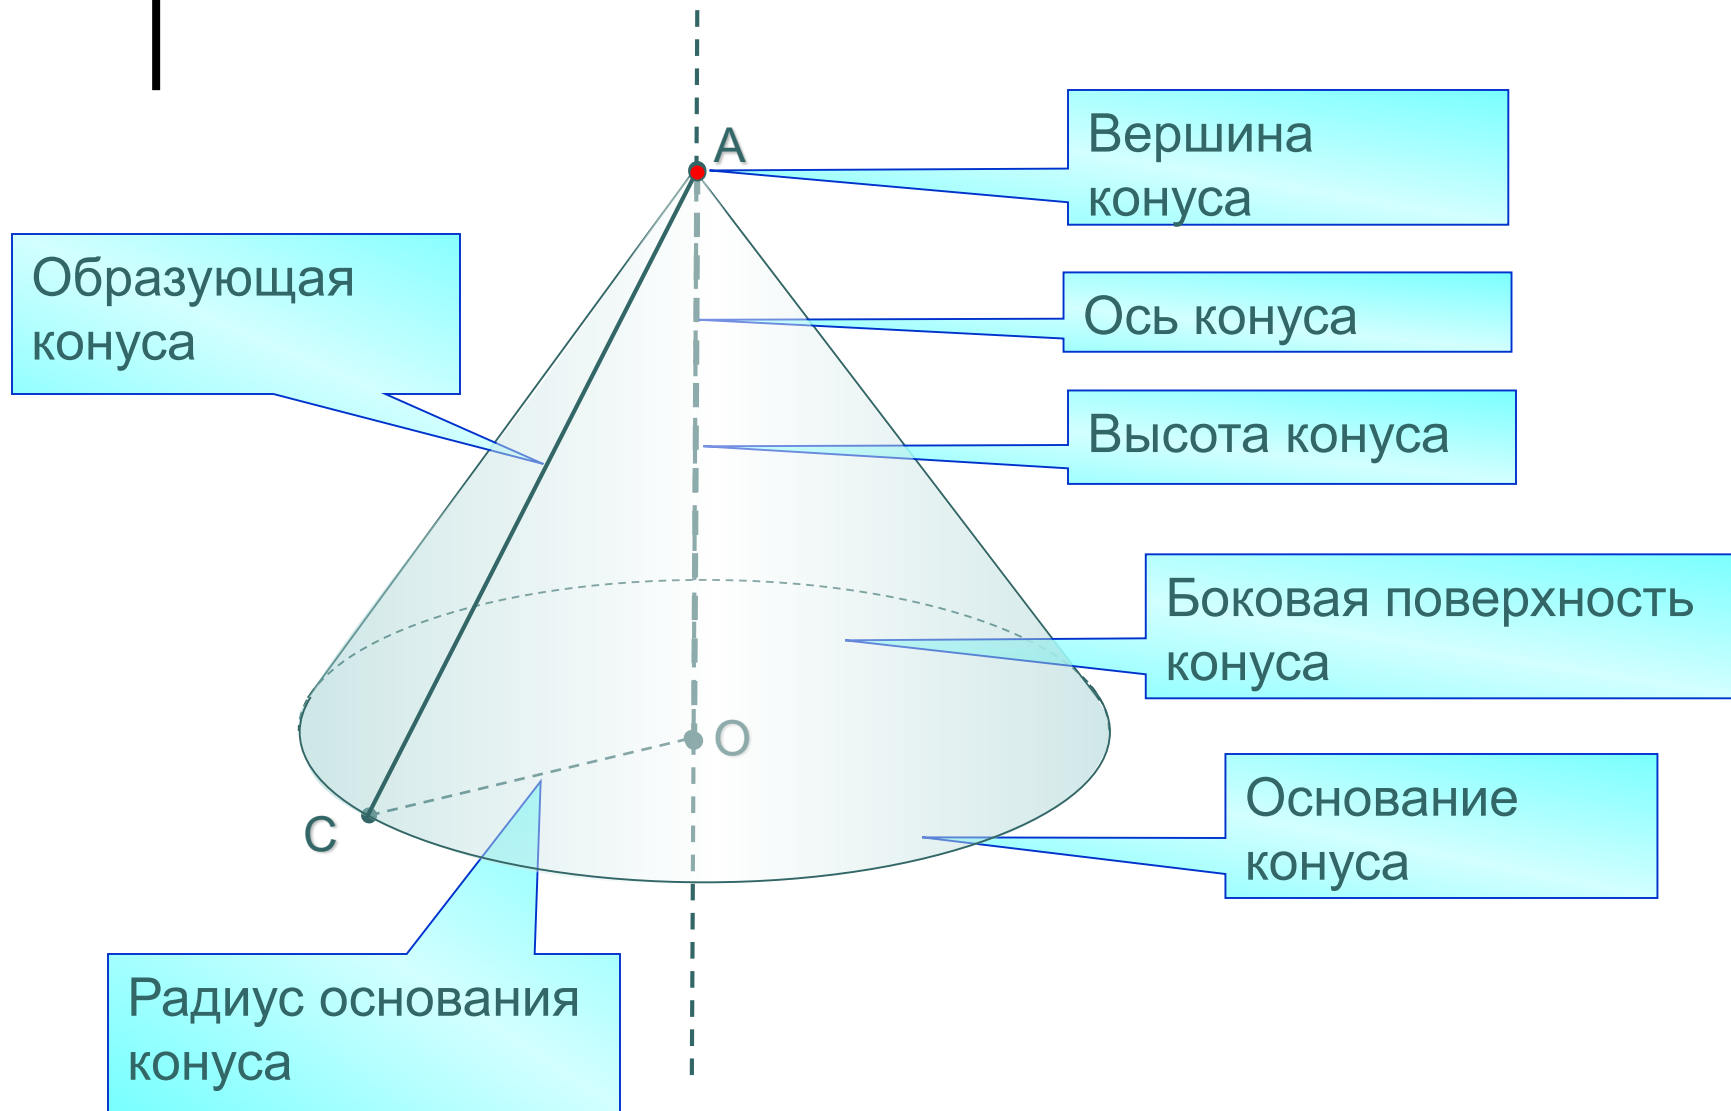 A
Вершина
конуса
Образующая
конуса
Ось конуса
Высота конуса
Боковая поверхность
конуса
O
Основание
конуса
C
Радиус основания
конуса